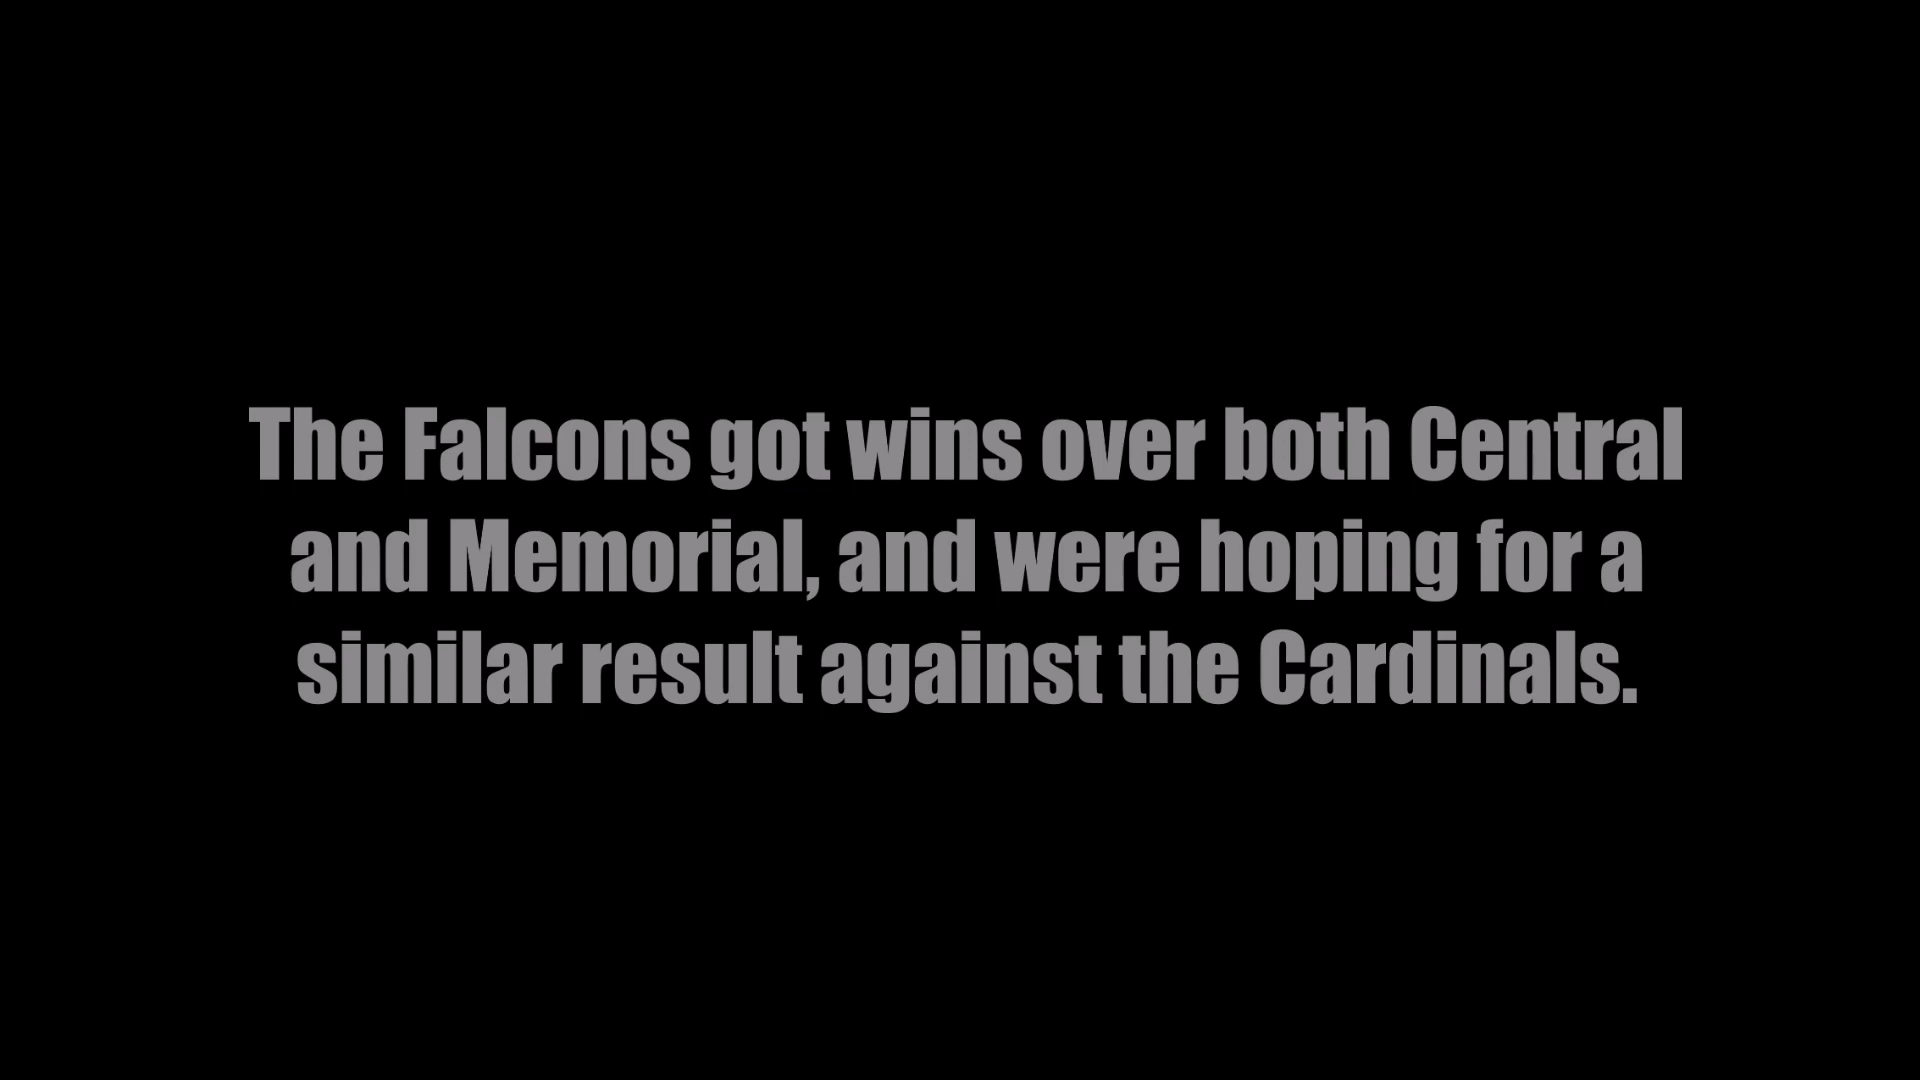 The Falcons got wins over both Central
and Memorial, and were hoping for a
similar result against the Cardinals.